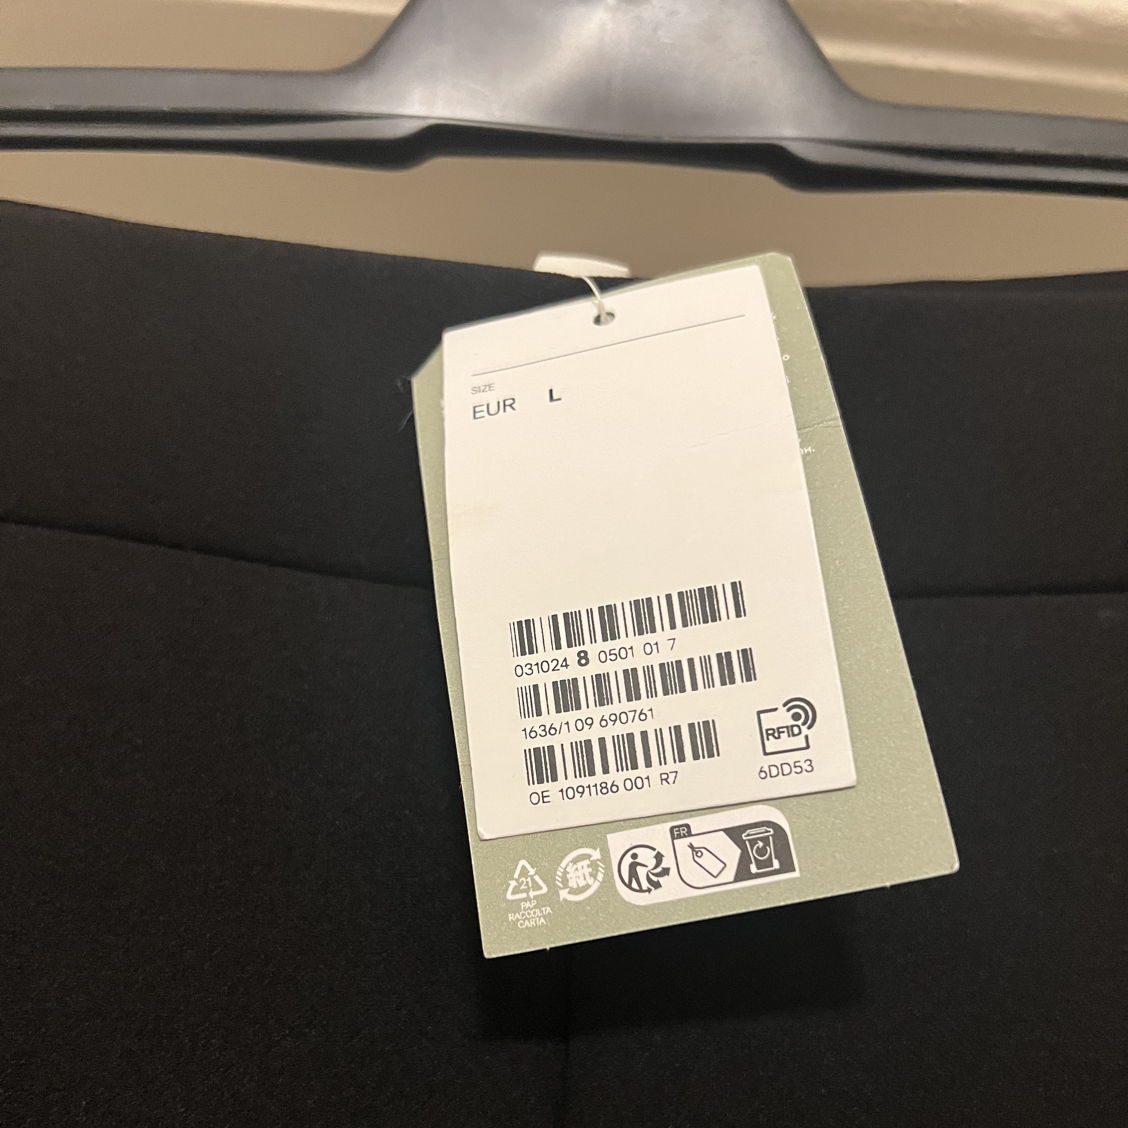 SIZE
EUR L
031024 8 0501 01 7
1636/1 09 690761
OE 1091186 001 R7
RFID
6DD53
FR
21
PAP
RACCOLTA
CARTA
紙